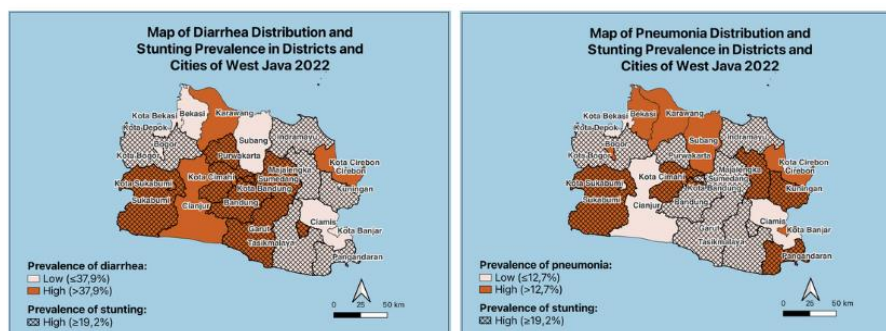 Map of Diarrhea Distribution and
Stunting Prevalence in Districts and
Cities of West Java 2022
Kota Bekasi
Bekasi
Karawang
Kota Depok
Bogor
Subang
Indramayu
Kota Bogor
Purwakarta
Kota Cirebon
Cirebon
Majalengka
Kota Cimahi
Sumedang
Kota Sukabumi
Kota Bandung
Kuningan
Sukabumi
Bandung
Cianjur
Ciamis
Garut
Kota Banjar
Tasikmalaya
Pangandaran
Prevalence of diarrhea:
Low (≤37,9%)
High (>37,9%)
Prevalence of stunting:
High (≥19,2%)
0 25 50 km
Map of Pneumonia Distribution and
Stunting Prevalence in Districts and
Cities of West Java 2022
Kota Bekasi
Bekasi
Karawang
Kota Depok
Bogor
Subang
Indramayu
Kota Bogor
Purwakarta
Kota Cirebon
Cirebon
Majalengka
Kota Cimahi
Sumedang
Kota Sukabumi
Kota Bandung
Kuningan
Sukabumi
Bandung
Cianjur
Ciamis
Garut
Kota Banjar
Tasikmalaya
Pangandaran
Prevalence of pneumonia:
Low (≤12,7%)
High (>12,7%)
Prevalence of stunting:
High (≥19,2%)
0 25 50 km